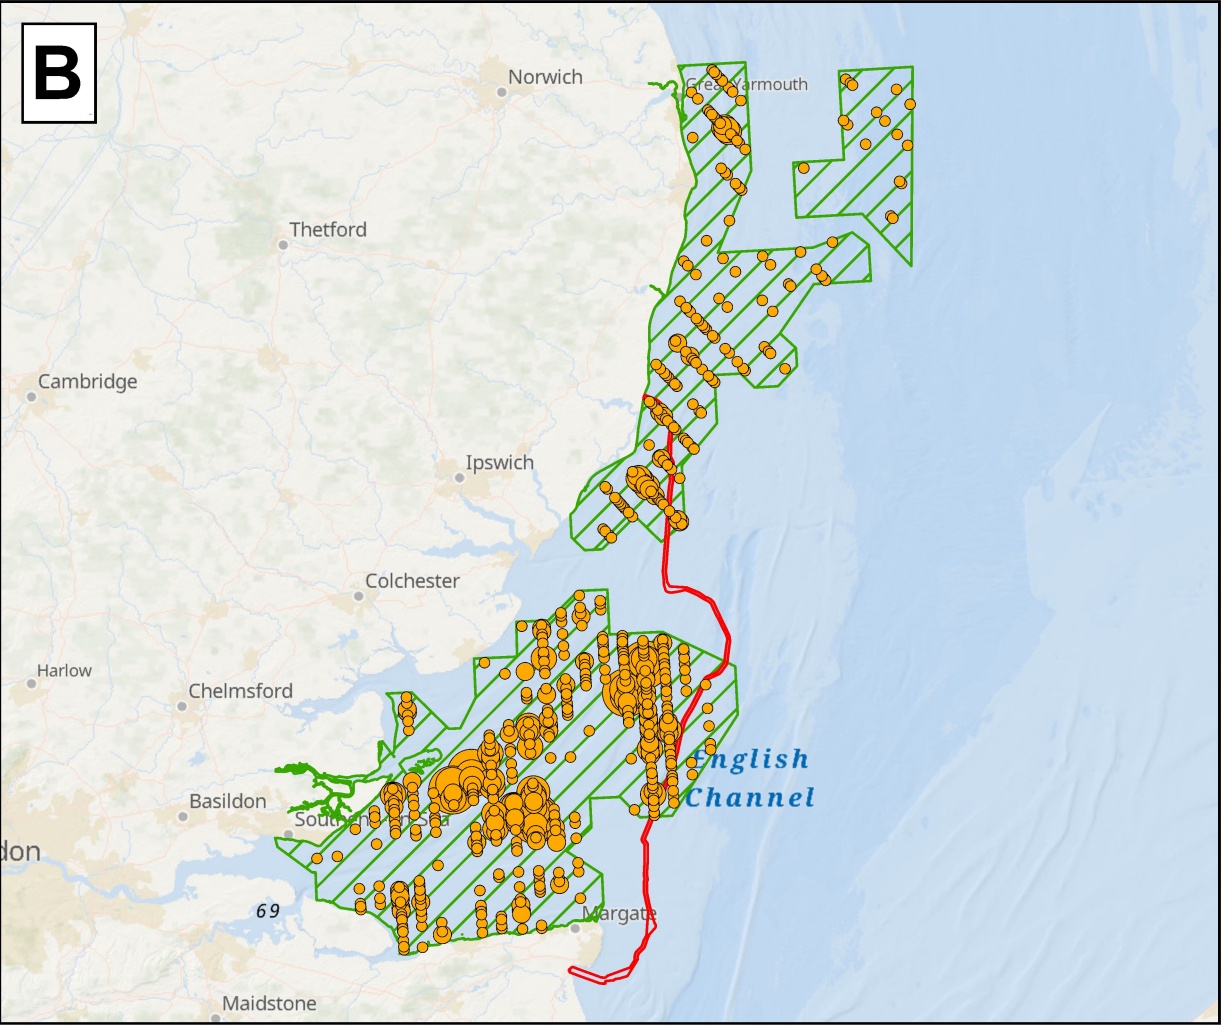 B
Norwich
Great Yarmouth
Thetford
Cambridge
Ipswich
Colchester
Harlow
Chelmsford
English
Channel
Basildon
Southend-on-Sea
don
69
Margate
Maidstone